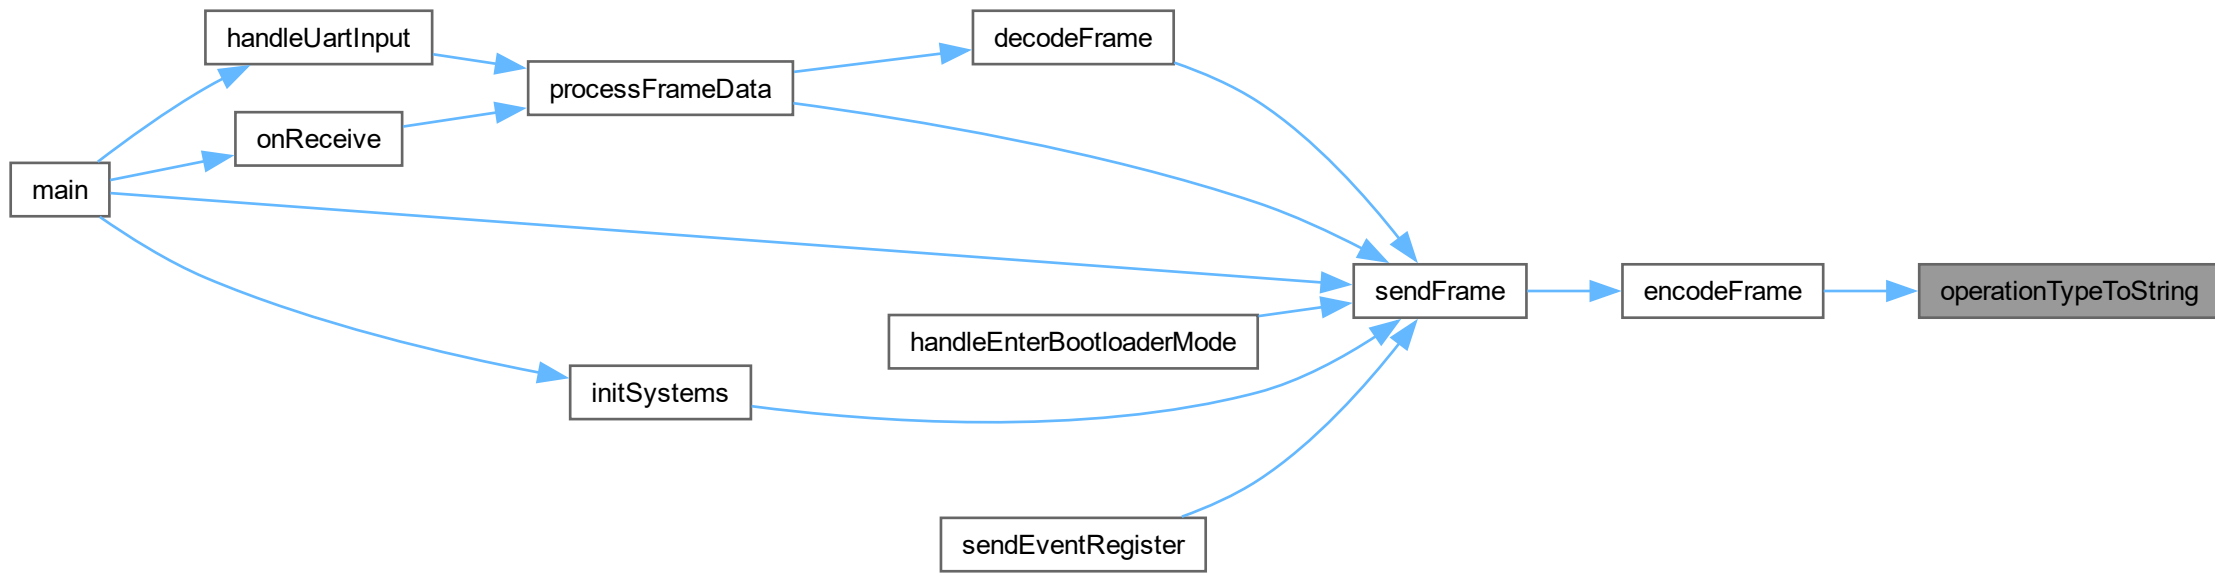 handleUartInput
decodeFrame
processFrameData
onReceive
main
sendFrame
encodeFrame
operationTypeToString
handleEnterBootloaderMode
initSystems
sendEventRegister